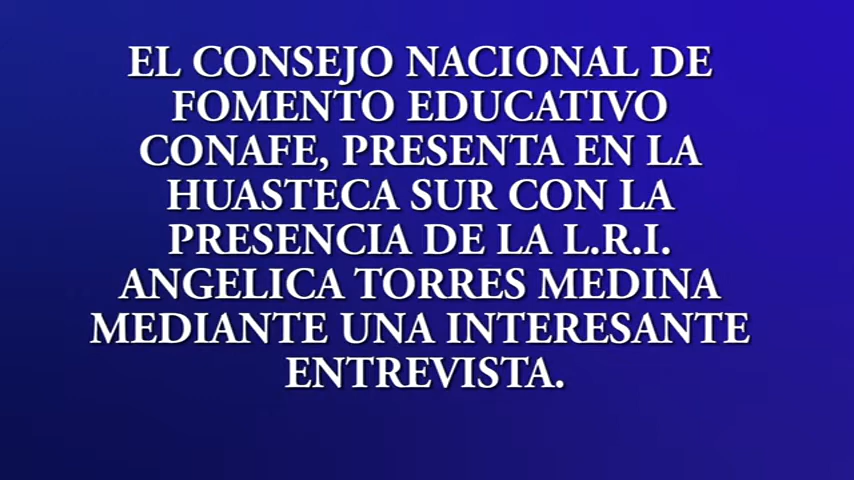 EL CONSEJO NACIONAL DE
FOMENTO EDUCATIVO
CONAFE, PRESENTA EN LA
HUASTECA SUR CON LA
PRESENCIA DE LA L.R.I.
ANGELICA TORRES MEDINA
MEDIANTE UNA INTERESANTE
ENTREVISTA.